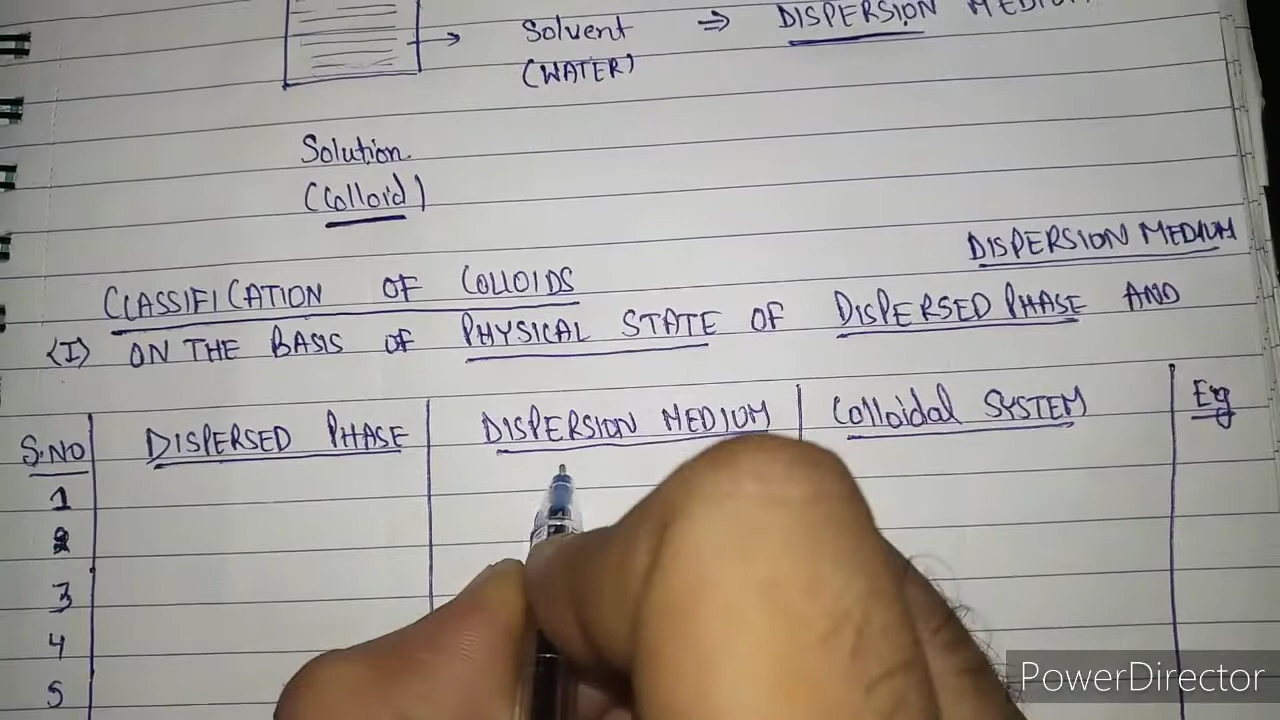 Solvent ⇒ DISPERSION MEDIUM
(WATER)
Solution
(Colloid)
DISPERSION MEDIUM
CLASSIFICATION OF COLLOIDS
(I) ON THE BASIS OF PHYSICAL STATE OF DISPERSED PHASE AND
S.NO DISPERSED PHASE DISPERSION MEDIUM Colloidal SYSTEM Eg
1
2
3
4
5
PowerDirector